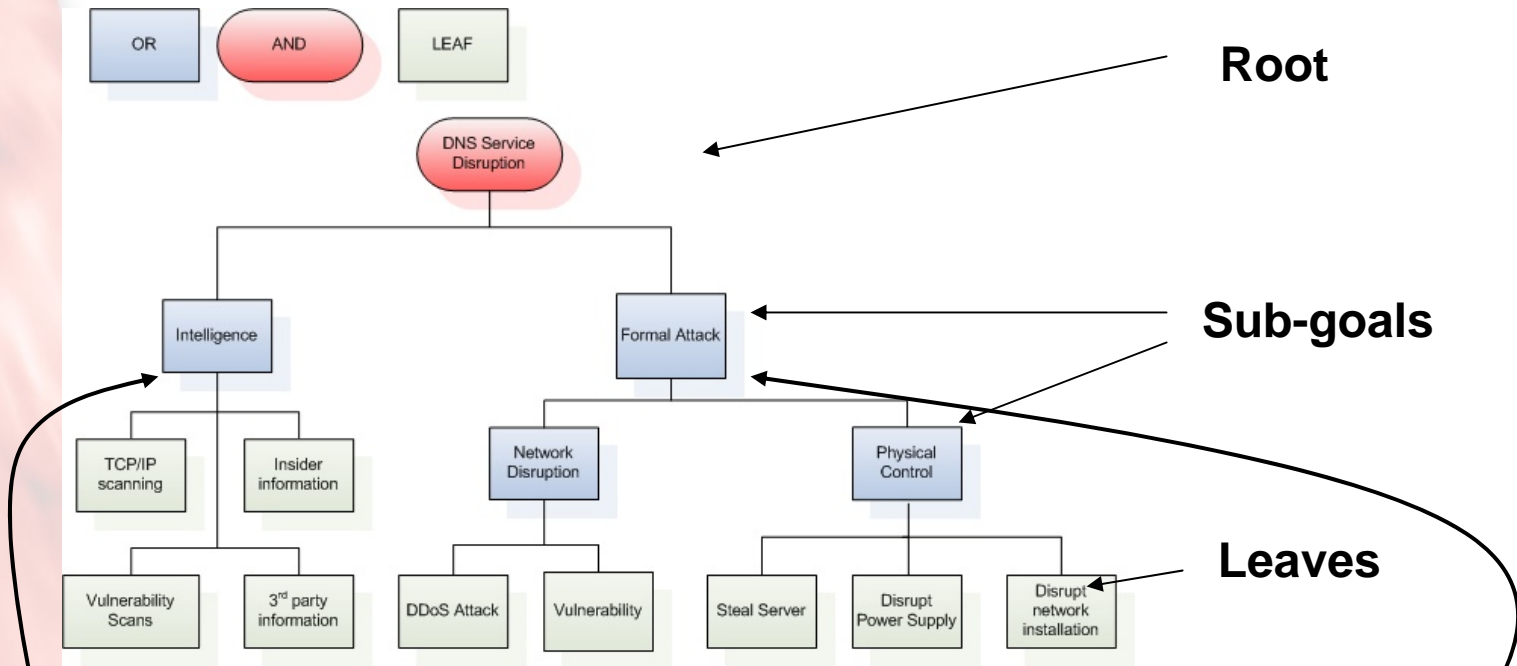 OR
AND
LEAF
Root
DNS Service
Disruption
Sub-goals
Intelligence
Formal Attack
TCP/IP
scanning
Insider
information
Network
Disruption
Physical
Control
Leaves
Vulnerability
Scans
3rd party
information
DDoS Attack
Vulnerability
Steal Server
Disrupt
Power Supply
Disrupt
network
installation